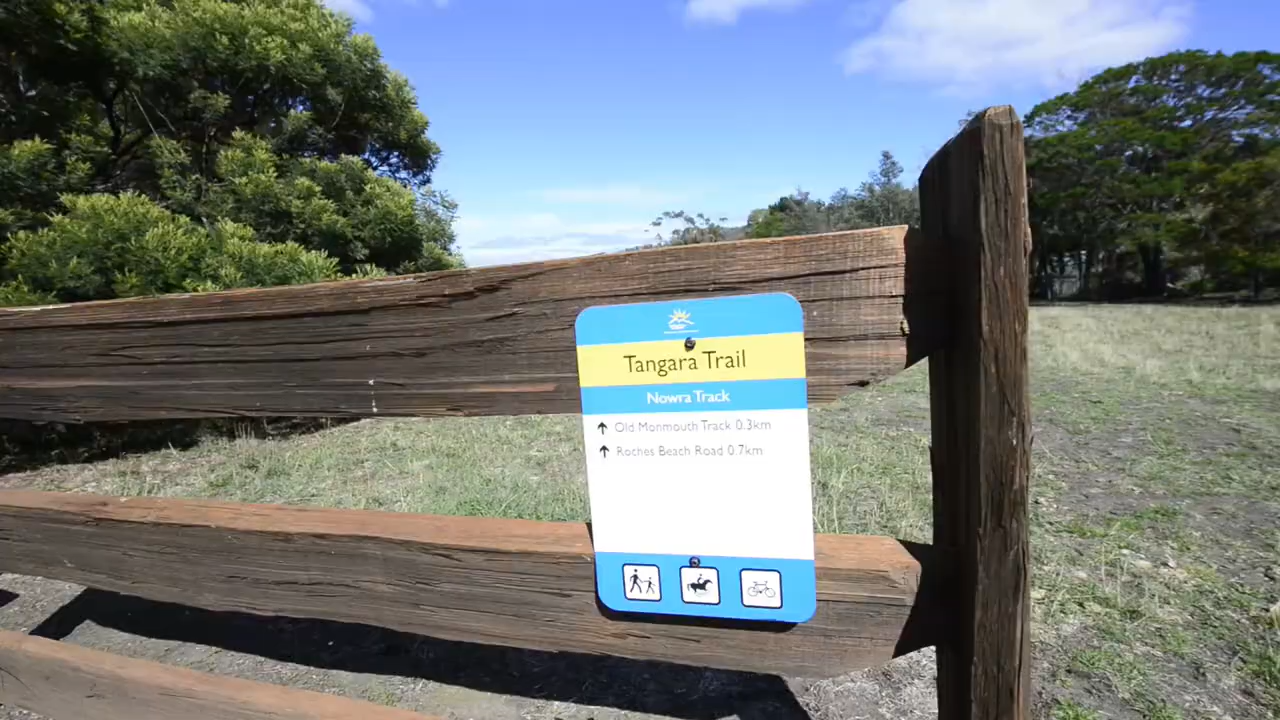 Tangara Trail
Nowra Track
Old Monmouth Track 0.3km
Roches Beach Road 0.7km